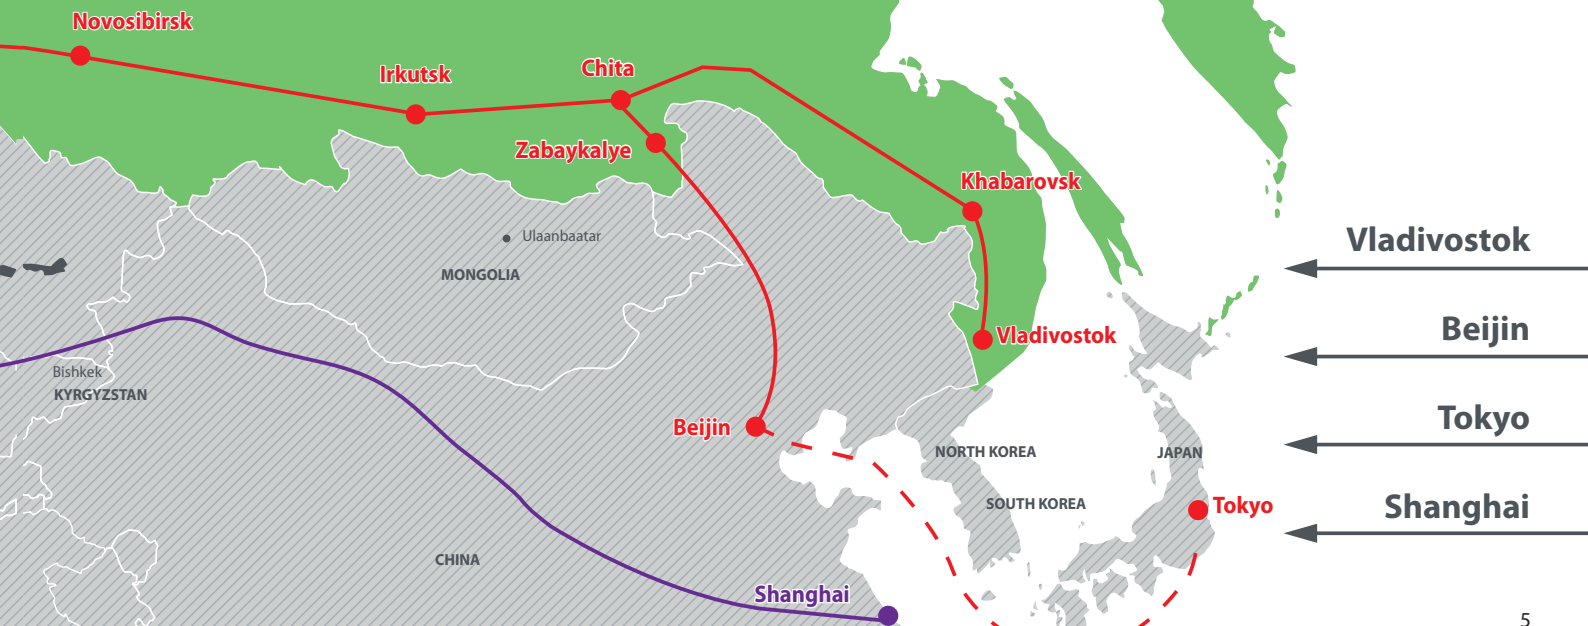 Novosibirsk
Irkutsk
Chita
Zabaykalye
Khabarovsk
Ulaanbaatar
MONGOLIA
Vladivostok
Vladivostok
Beijin
Bishkek
KYRGYZSTAN
Beijin
Tokyo
NORTH KOREA
JAPAN
SOUTH KOREA
Tokyo
Shanghai
CHINA
Shanghai
5